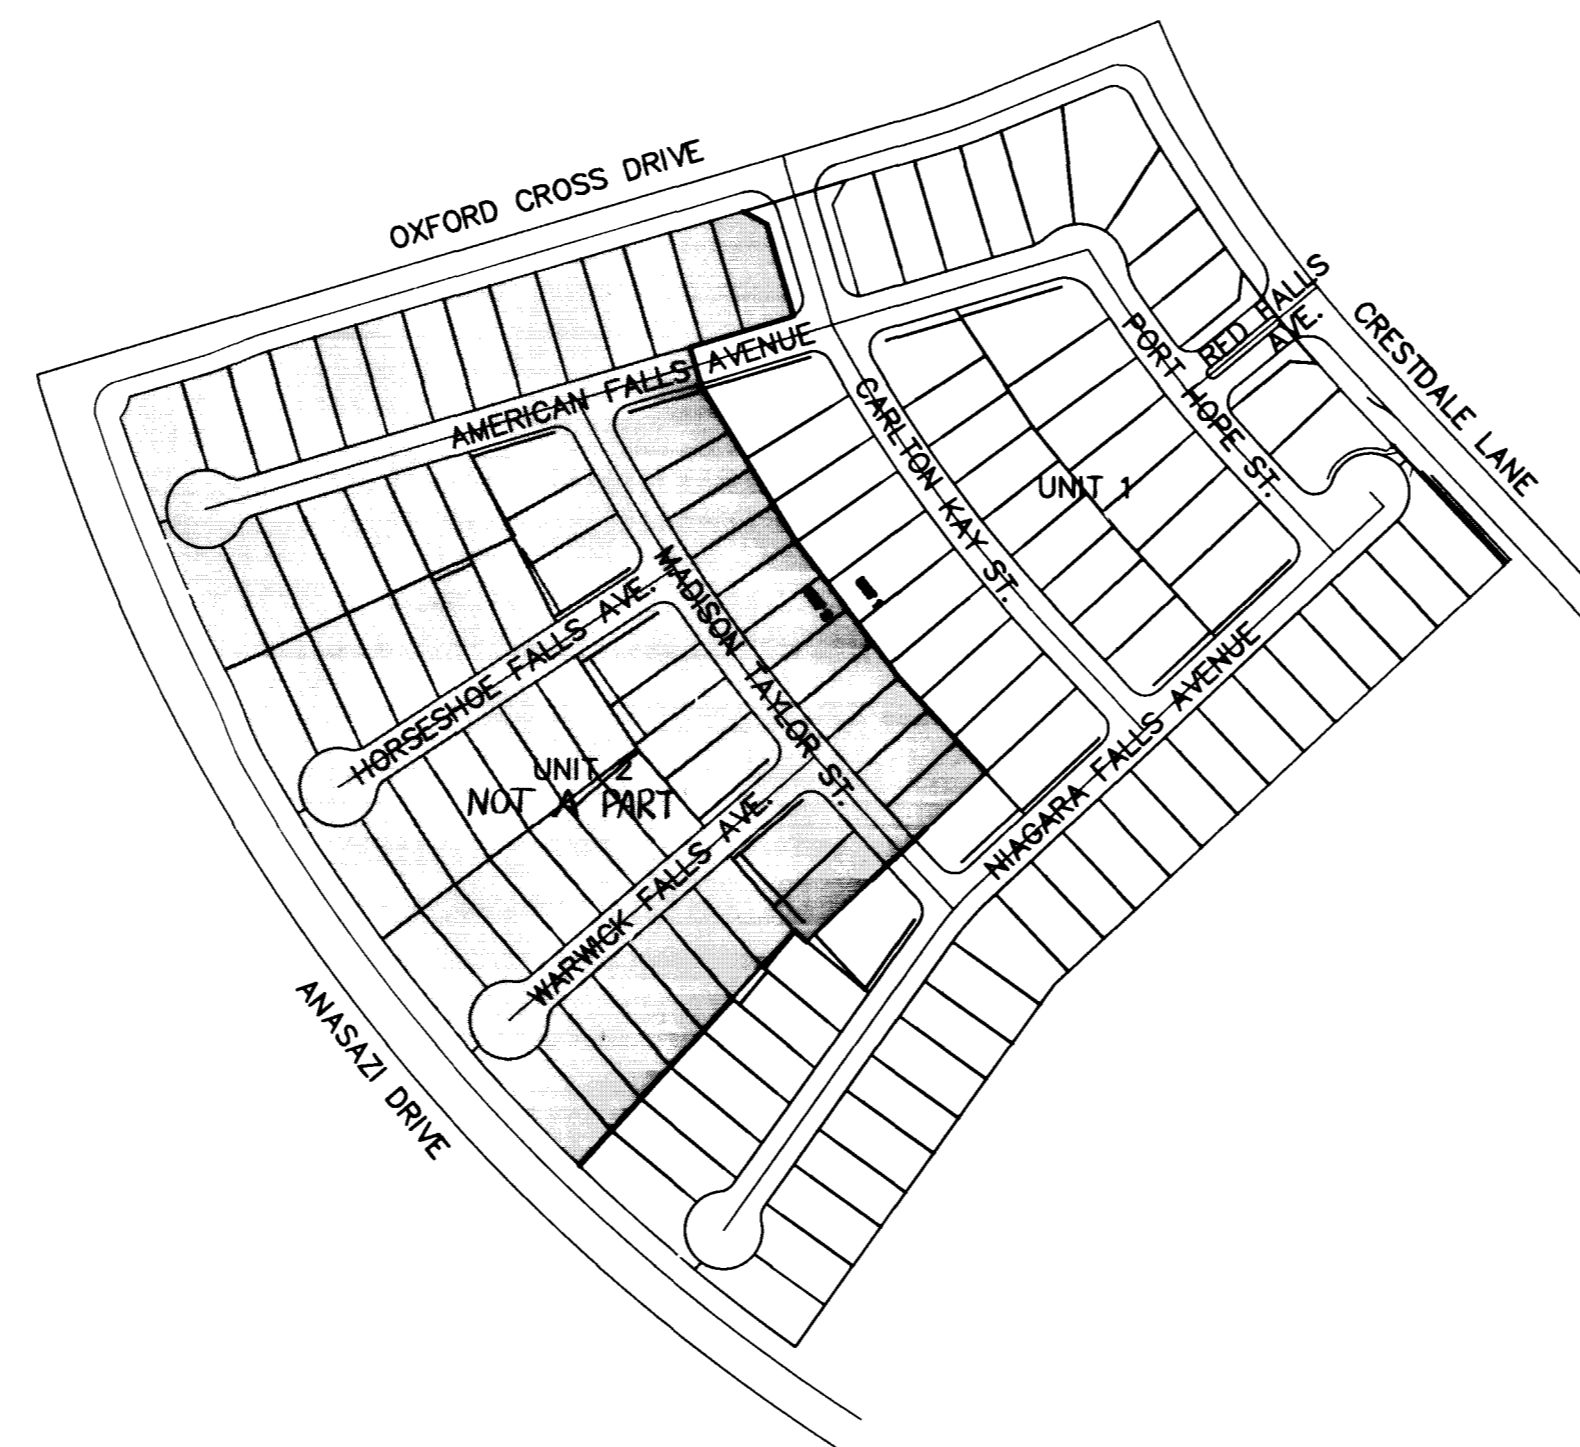 OXFORD CROSS DRIVE
AMERICAN FALLS AVENUE
RED FALLS
AVE.
CRESTDALE LANE
PORT HOPE ST.
CARLTON KAY ST.
UNIT 1
MADISON TAYLOR ST.
HORSESHOE FALLS AVE.
UNIT 2
NOT A PART
NIAGARA FALLS AVENUE
WARWICK FALLS AVE.
ANASAZI DRIVE